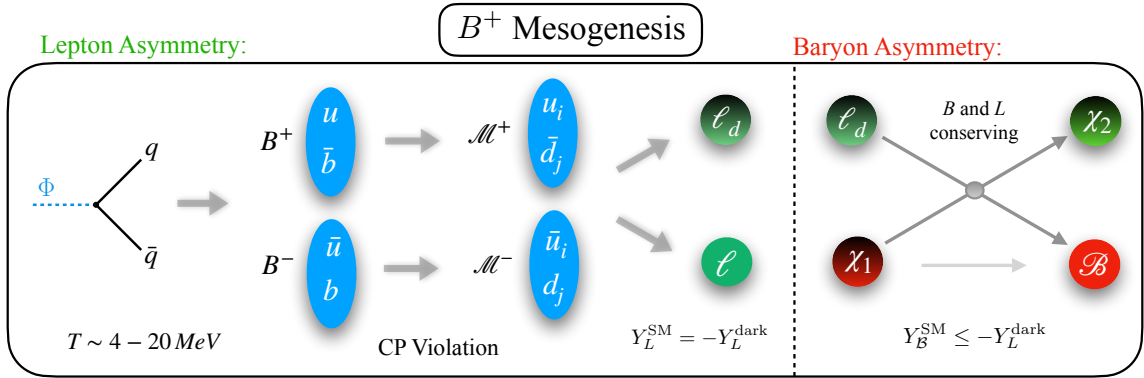 B⁺ Mesogenesis
Lepton Asymmetry:
Baryon Asymmetry:
Φ
q
q̄
T ~ 4 − 20 MeV
B⁺
u
b̄
B⁻
ū
b
CP Violation
ℳ⁺
uᵢ
d̄ⱼ
ℳ⁻
ūᵢ
dⱼ
ℓ_d
ℓ
Y_L^SM = −Y_L^dark
ℓ_d
χ₁
B and L
conserving
χ₂
ℬ
Y_ℬ^SM ≤ −Y_L^dark